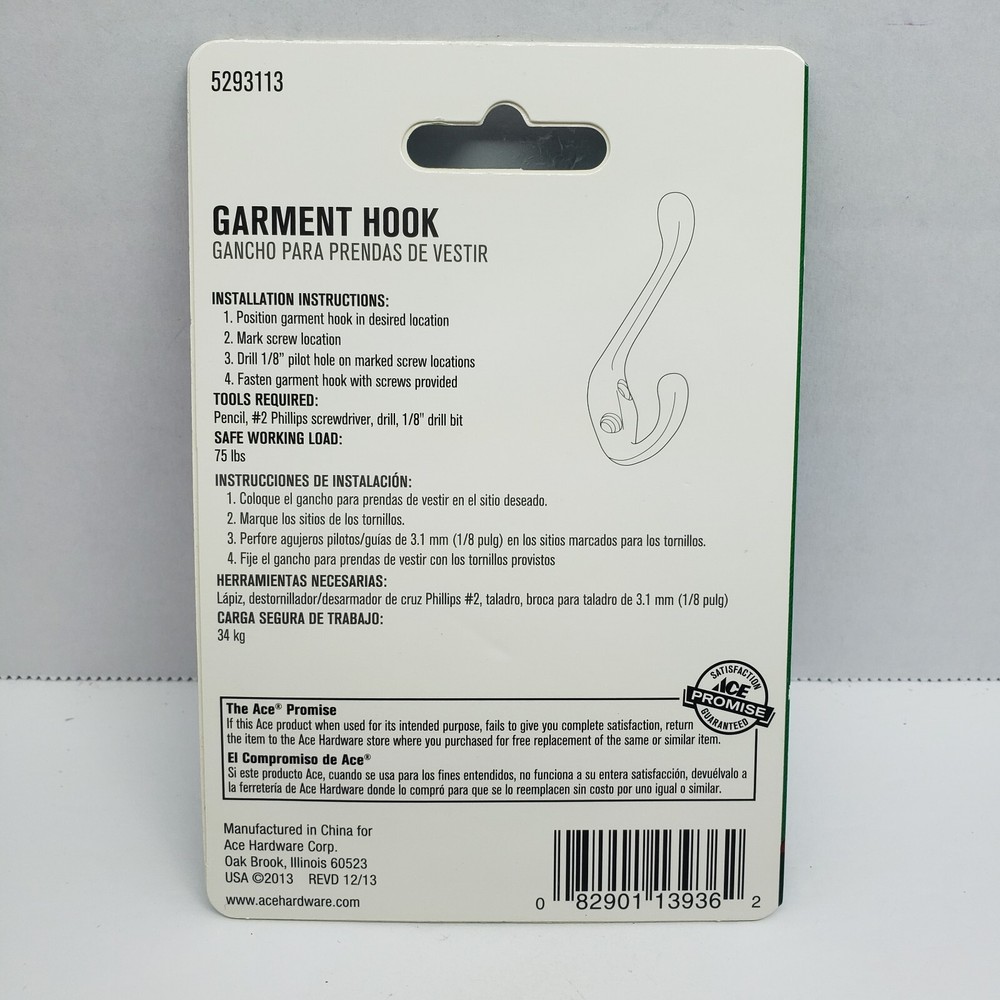 5293113
GARMENT HOOK
GANCHO PARA PRENDAS DE VESTIR
INSTALLATION INSTRUCTIONS:
1. Position garment hook in desired location
2. Mark screw location
3. Drill 1/8” pilot hole on marked screw locations
4. Fasten garment hook with screws provided
TOOLS REQUIRED:
Pencil, #2 Phillips screwdriver, drill, 1/8" drill bit
SAFE WORKING LOAD:
75 lbs
INSTRUCCIONES DE INSTALACIÓN:
1. Coloque el gancho para prendas de vestir en el sitio deseado.
2. Marque los sitios de los tornillos.
3. Perfore agujeros pilotos/guías de 3.1 mm (1/8 pulg) en los sitios marcados para los tornillos.
4. Fije el gancho para prendas de vestir con los tornillos provistos
HERRAMIENTAS NECESARIAS:
Lápiz, destornillador/desarmador de cruz Phillips #2, taladro, broca para taladro de 3.1 mm (1/8 pulg)
CARGA SEGURA DE TRABAJO:
34 kg
SATISFACTION
ACE
PROMISE
GUARANTEED
The Ace® Promise
If this Ace product when used for its intended purpose, fails to give you complete satisfaction, return
the item to the Ace Hardware store where you purchased for free replacement of the same or similar item.
El Compromiso de Ace®
Si este producto Ace, cuando se usa para los fines entendidos, no funciona a su entera satisfacción, devuélvalo a
la ferretería de Ace Hardware donde lo compró para que se lo reemplacen sin costo por uno igual o similar.
Manufactured in China for
Ace Hardware Corp.
Oak Brook, Illinois 60523
USA ©2013 REVD 12/13
www.acehardware.com
0 82901 13936 2